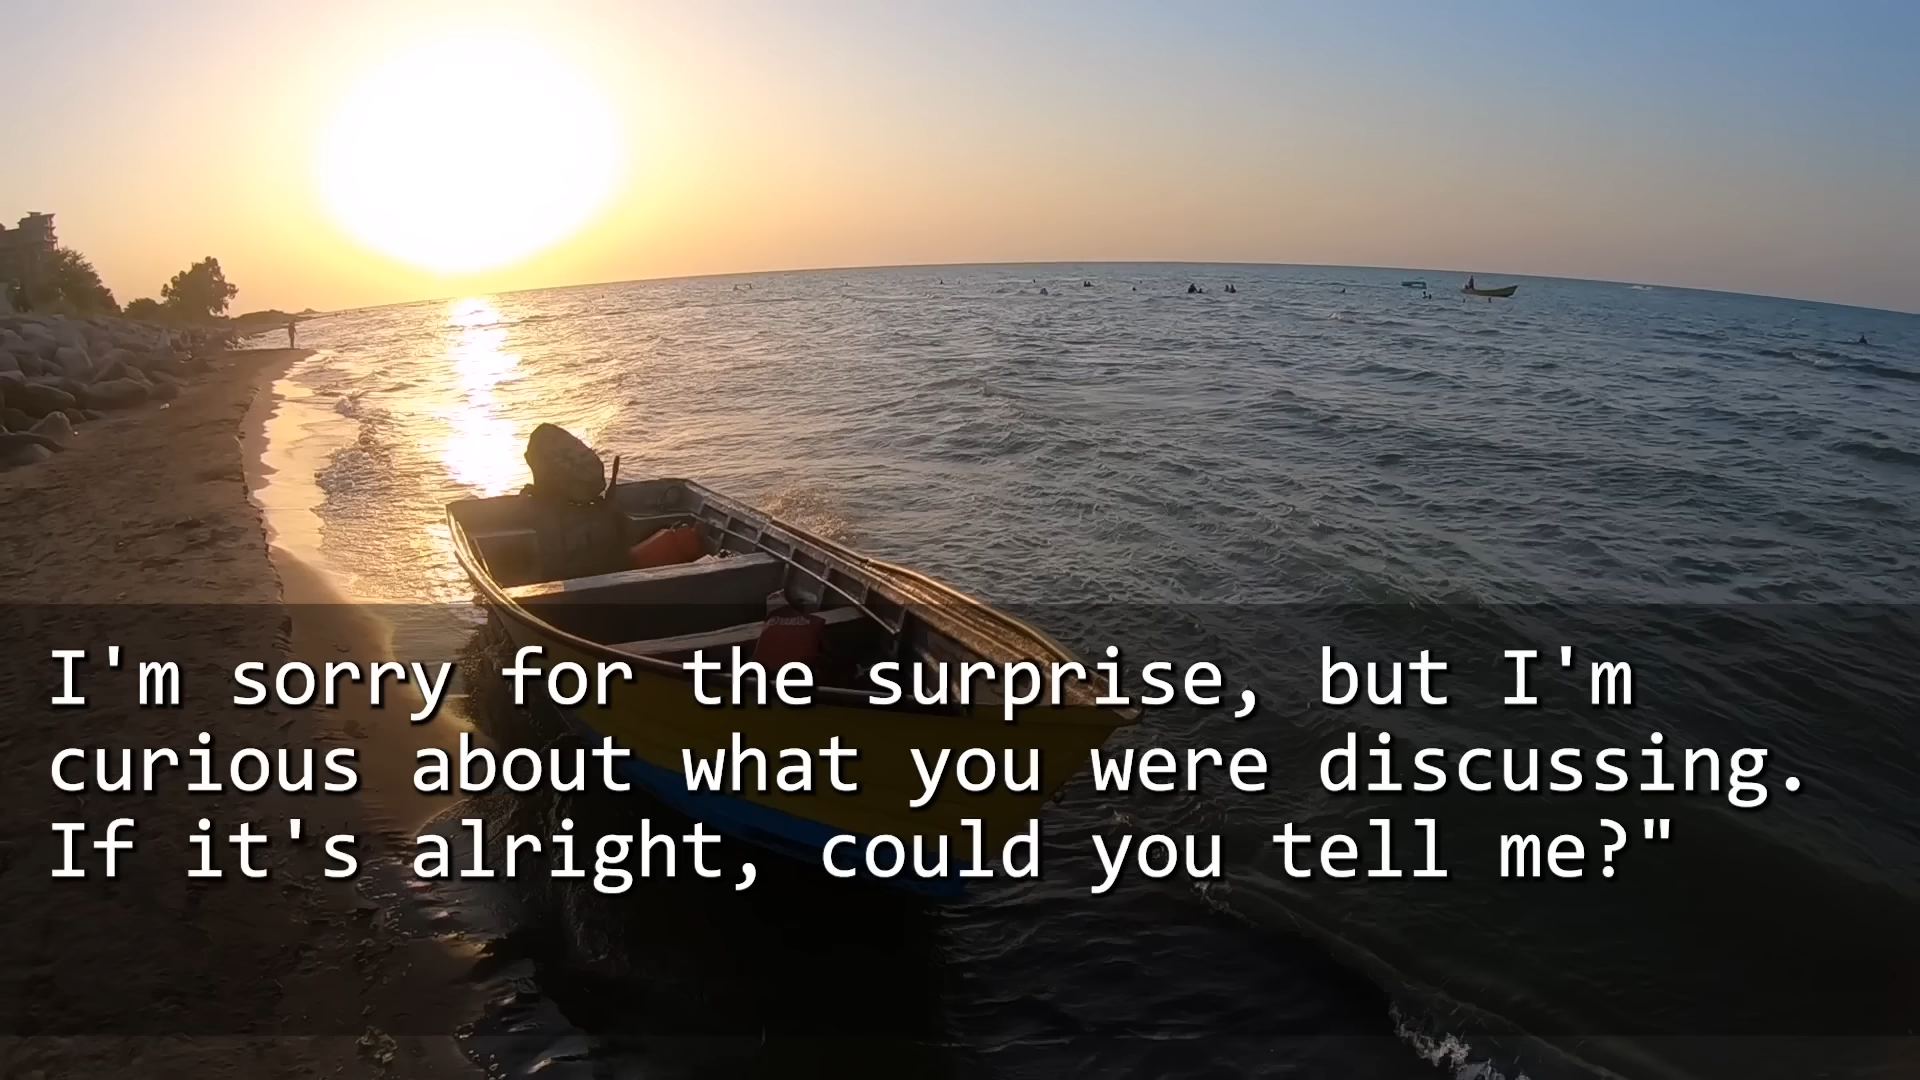 I'm sorry for the surprise, but I'm
curious about what you were discussing.
If it's alright, could you tell me?"